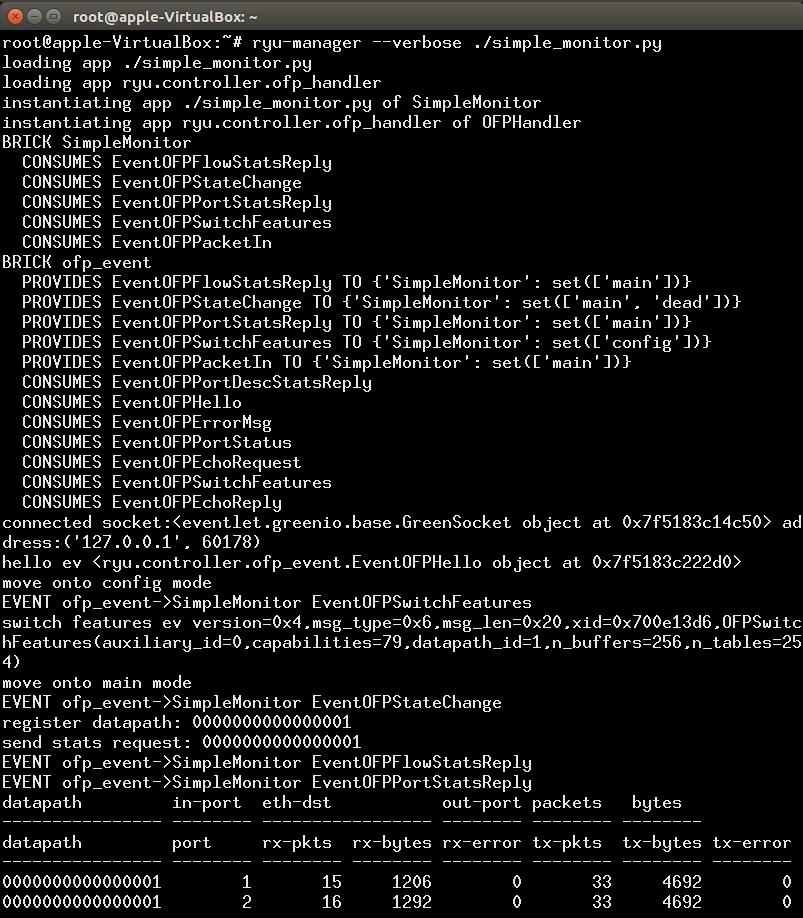 root@apple-VirtualBox: ~
root@apple-VirtualBox:~# ryu-manager --verbose ./simple_monitor.py
loading app ./simple_monitor.py
loading app ryu.controller.ofp_handler
instantiating app ./simple_monitor.py of SimpleMonitor
instantiating app ryu.controller.ofp_handler of OFPHandler
BRICK SimpleMonitor
  CONSUMES EventOFPFlowStatsReply
  CONSUMES EventOFPStateChange
  CONSUMES EventOFPPortStatsReply
  CONSUMES EventOFPSwitchFeatures
  CONSUMES EventOFPPacketIn
BRICK ofp_event
  PROVIDES EventOFPFlowStatsReply TO {'SimpleMonitor': set(['main'])}
  PROVIDES EventOFPStateChange TO {'SimpleMonitor': set(['main', 'dead'])}
  PROVIDES EventOFPPortStatsReply TO {'SimpleMonitor': set(['main'])}
  PROVIDES EventOFPSwitchFeatures TO {'SimpleMonitor': set(['config'])}
  PROVIDES EventOFPPacketIn TO {'SimpleMonitor': set(['main'])}
  CONSUMES EventOFPPortDescStatsReply
  CONSUMES EventOFPHello
  CONSUMES EventOFPErrorMsg
  CONSUMES EventOFPPortStatus
  CONSUMES EventOFPEchoRequest
  CONSUMES EventOFPSwitchFeatures
  CONSUMES EventOFPEchoReply
connected socket:<eventlet.greenio.base.GreenSocket object at 0x7f5183c14c50> ad
dress:('127.0.0.1', 60178)
hello ev <ryu.controller.ofp_event.EventOFPHello object at 0x7f5183c222d0>
move onto config mode
EVENT ofp_event->SimpleMonitor EventOFPSwitchFeatures
switch features ev version=0x4,msg_type=0x6,msg_len=0x20,xid=0x700e13d6,OFPSwitc
hFeatures(auxiliary_id=0,capabilities=79,datapath_id=1,n_buffers=256,n_tables=25
4)
move onto main mode
EVENT ofp_event->SimpleMonitor EventOFPStateChange
register datapath: 0000000000000001
send stats request: 0000000000000001
EVENT ofp_event->SimpleMonitor EventOFPFlowStatsReply
EVENT ofp_event->SimpleMonitor EventOFPPortStatsReply
datapath         in-port  eth-dst           out-port packets  bytes
---------------- -------- ----------------- -------- -------- --------
datapath         port     rx-pkts  rx-bytes rx-error tx-pkts  tx-bytes tx-error
---------------- -------- -------- -------- -------- -------- -------- --------
0000000000000001        1       15     1206        0       33     4692        0
0000000000000001        2       16     1292        0       33     4692        0